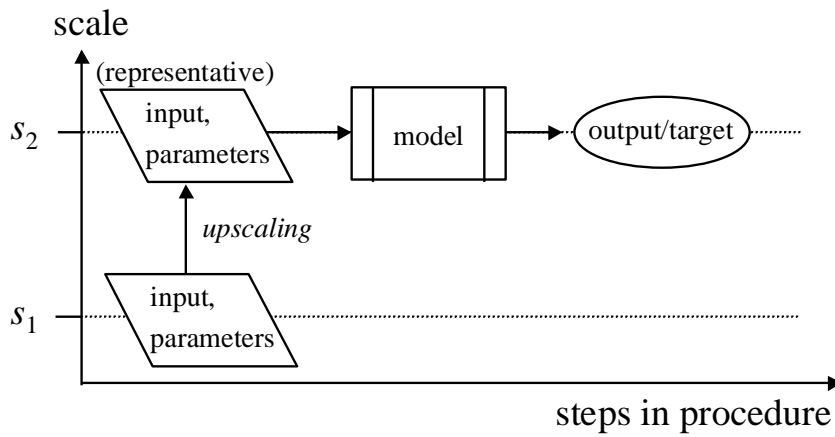 scale
(representative)
s2
input,
parameters
model
output/target
upscaling
s1
input,
parameters
steps in procedure